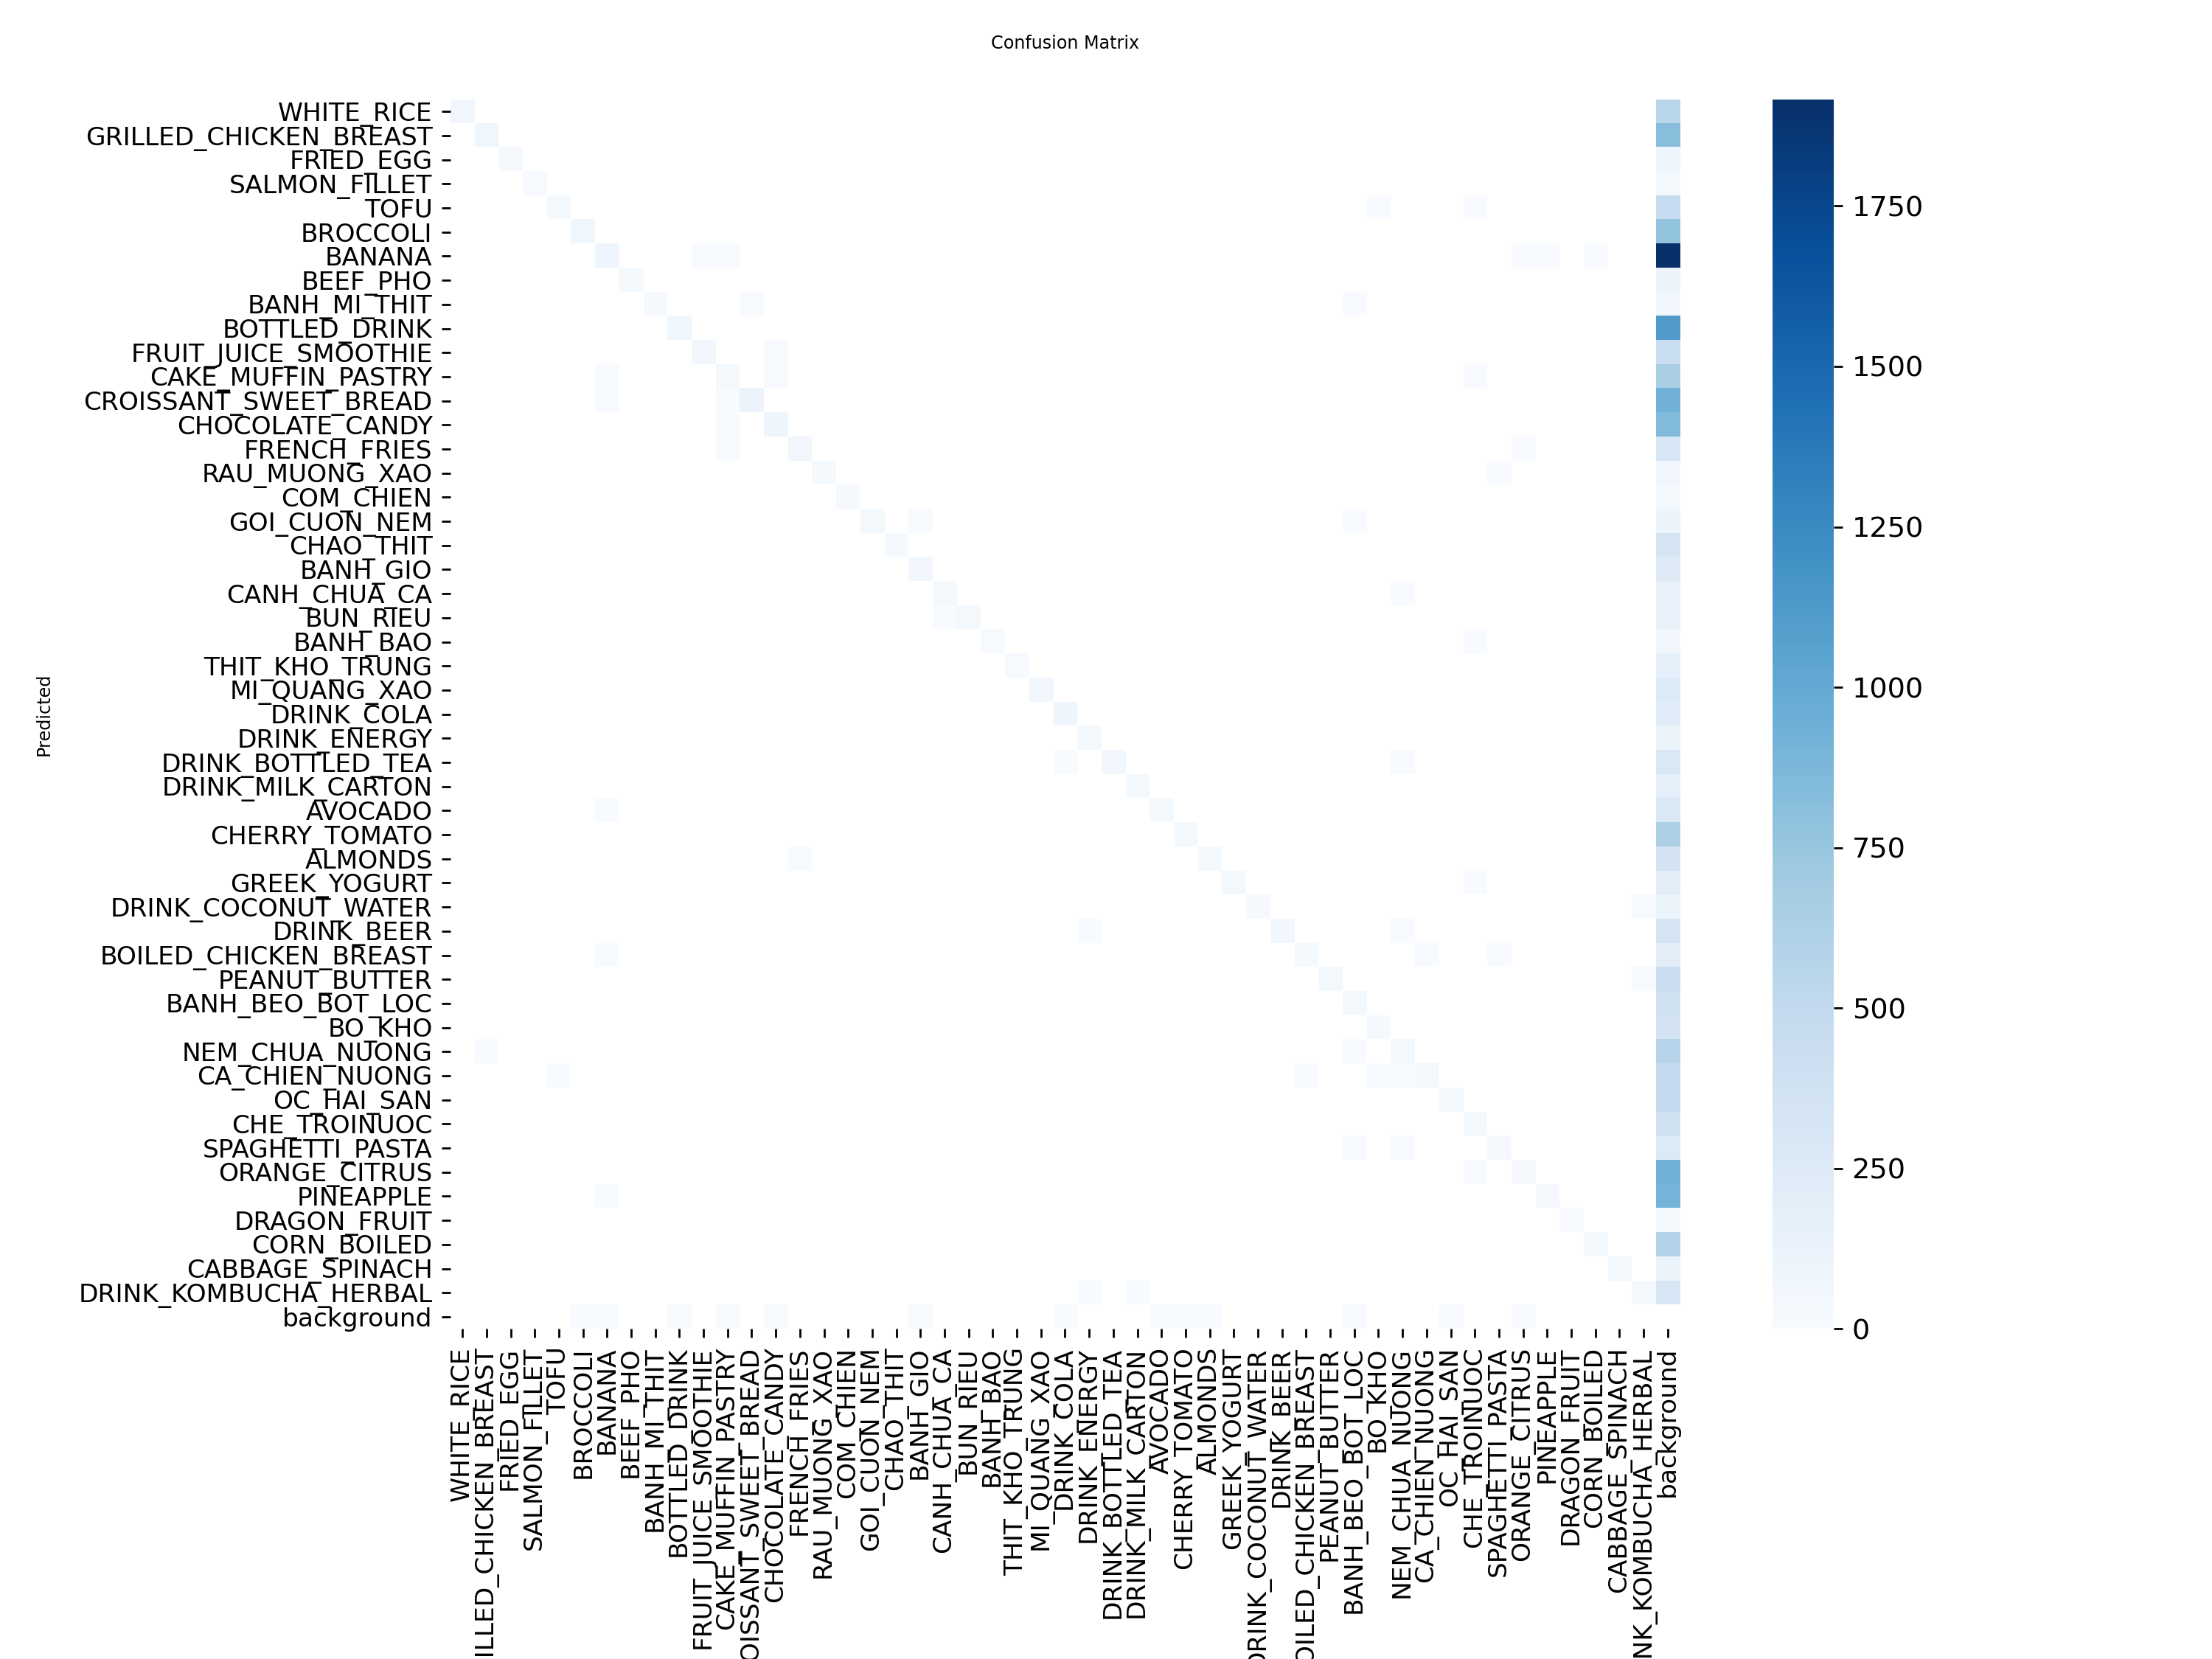 Confusion Matrix
WHITE_RICE
GRILLED_CHICKEN_BREAST
FRIED_EGG
SALMON_FILLET
TOFU
BROCCOLI
BANANA
BEEF_PHO
BANH_MI_THIT
BOTTLED_DRINK
FRUIT_JUICE_SMOOTHIE
CAKE_MUFFIN_PASTRY
CROISSANT_SWEET_BREAD
CHOCOLATE_CANDY
FRENCH_FRIES
RAU_MUONG_XAO
COM_CHIEN
GOI_CUON_NEM
CHAO_THIT
BANH_GIO
CANH_CHUA_CA
BUN_RIEU
BANH_BAO
THIT_KHO_TRUNG
MI_QUANG_XAO
DRINK_COLA
DRINK_ENERGY
DRINK_BOTTLED_TEA
DRINK_MILK_CARTON
AVOCADO
CHERRY_TOMATO
ALMONDS
GREEK_YOGURT
DRINK_COCONUT_WATER
DRINK_BEER
BOILED_CHICKEN_BREAST
PEANUT_BUTTER
BANH_BEO_BOT_LOC
BO_KHO
NEM_CHUA_NUONG
CA_CHIEN_NUONG
OC_HAI_SAN
CHE_TROINUOC
SPAGHETTI_PASTA
ORANGE_CITRUS
PINEAPPLE
DRAGON_FRUIT
CORN_BOILED
CABBAGE_SPINACH
DRINK_KOMBUCHA_HERBAL
background
Predicted
WHITE_RICE
ILLED_CHICKEN_BREAST
FRIED_EGG
SALMON_FILLET
TOFU
BROCCOLI
BANANA
BEEF_PHO
BANH_MI_THIT
BOTTLED_DRINK
FRUIT_JUICE_SMOOTHIE
CAKE_MUFFIN_PASTRY
OISSANT_SWEET_BREAD
CHOCOLATE_CANDY
FRENCH_FRIES
RAU_MUONG_XAO
COM_CHIEN
GOI_CUON_NEM
CHAO_THIT
BANH_GIO
CANH_CHUA_CA
BUN_RIEU
BANH_BAO
THIT_KHO_TRUNG
MI_QUANG_XAO
DRINK_COLA
DRINK_ENERGY
DRINK_BOTTLED_TEA
DRINK_MILK_CARTON
AVOCADO
CHERRY_TOMATO
ALMONDS
GREEK_YOGURT
DRINK_COCONUT_WATER
DRINK_BEER
OILED_CHICKEN_BREAST
PEANUT_BUTTER
BANH_BEO_BOT_LOC
BO_KHO
NEM_CHUA_NUONG
CA_CHIEN_NUONG
OC_HAI_SAN
CHE_TROINUOC
SPAGHETTI_PASTA
ORANGE_CITRUS
PINEAPPLE
DRAGON_FRUIT
CORN_BOILED
CABBAGE_SPINACH
NK_KOMBUCHA_HERBAL
background
1750
1500
1250
1000
750
500
250
0